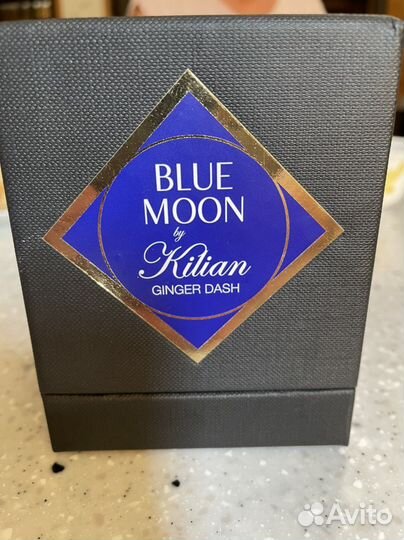 BLUE
MOON
by
Kilian
GINGER DASH
Avito